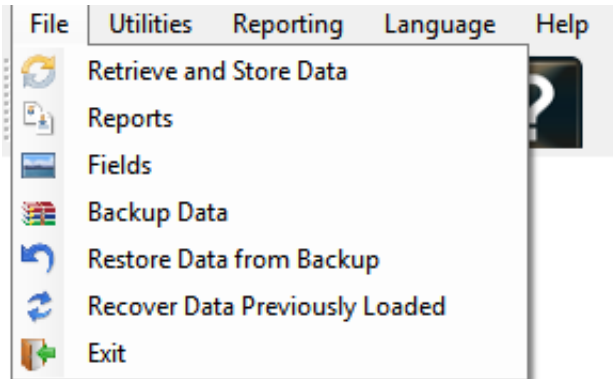 File Utilities Reporting Language Help
Retrieve and Store Data
Reports
?
Fields
Backup Data
Restore Data from Backup
Recover Data Previously Loaded
Exit